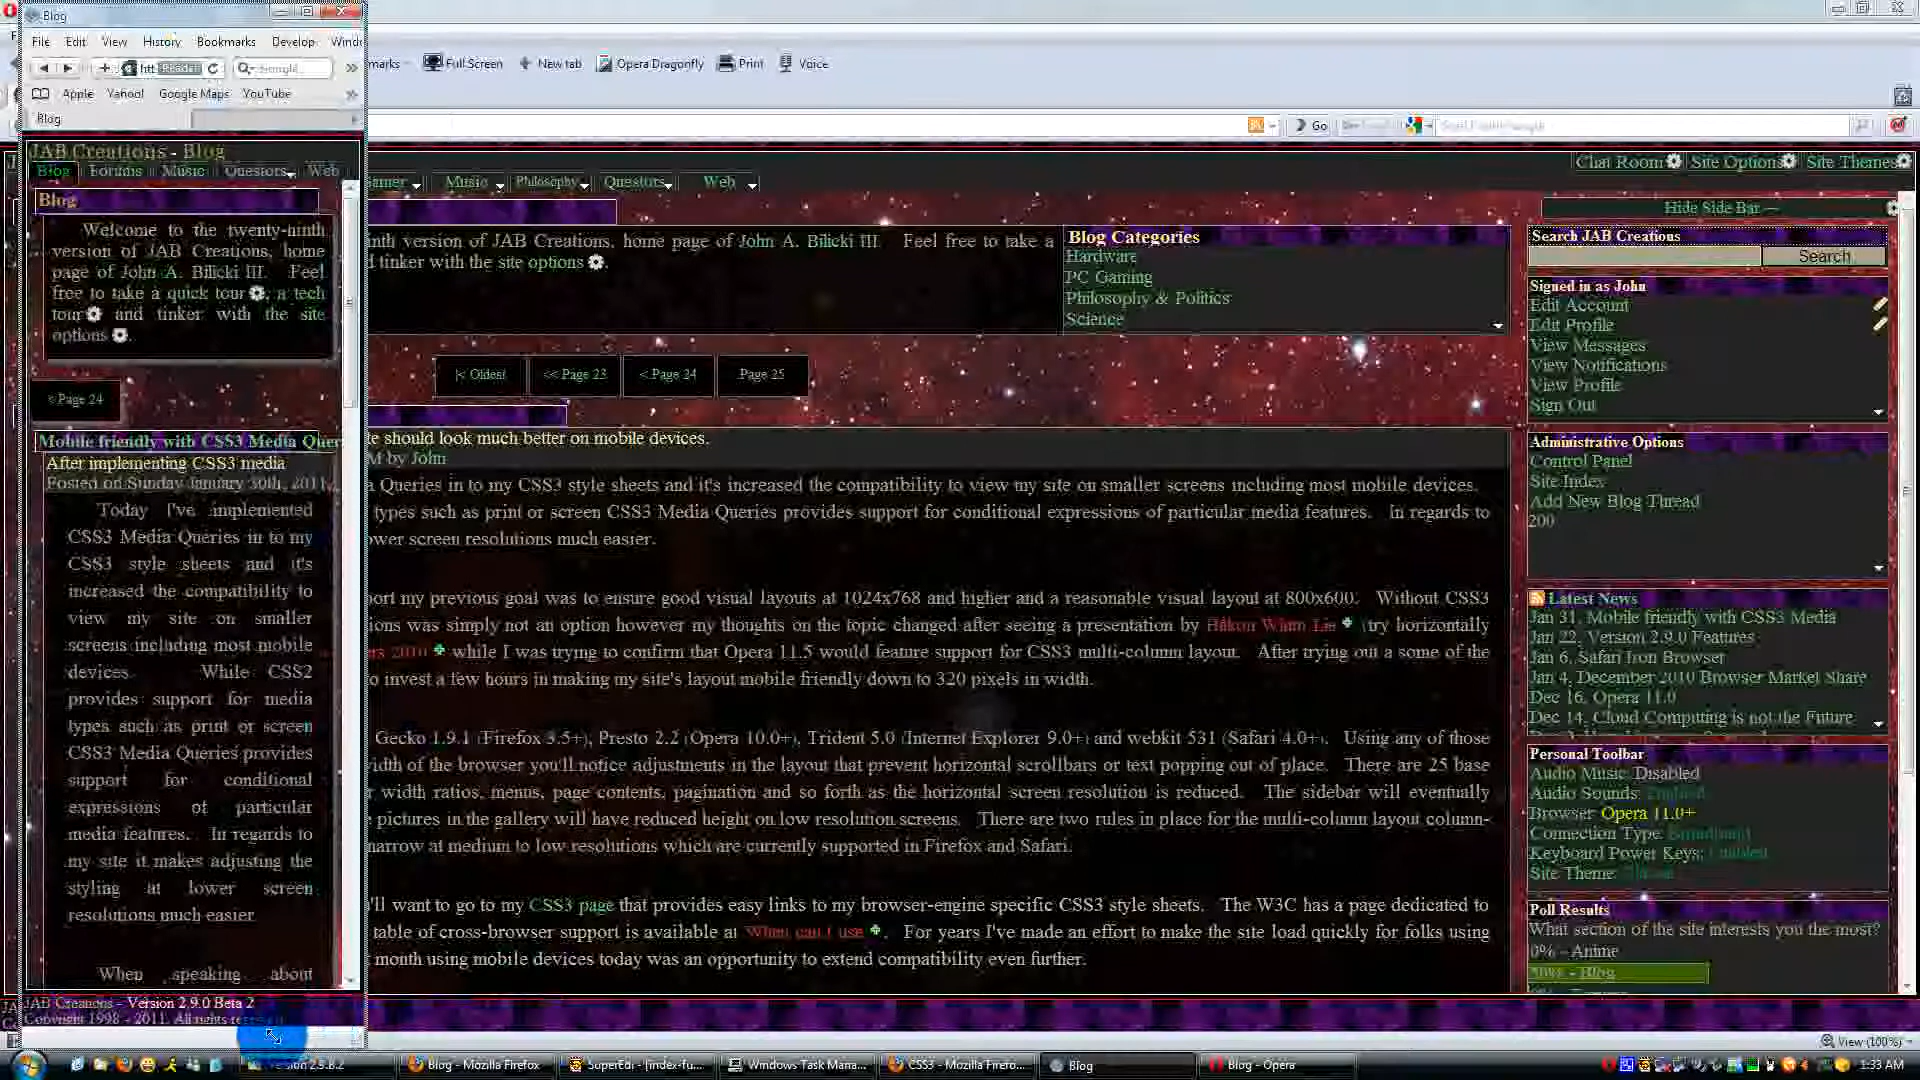 Blog
File Edit View History Bookmarks Develop
Reader
Apple Yahoo! Google Maps YouTube
Blog
JAB Creations - Blog
Blog Forums Music Questors Web
Blog
Welcome to the twenty-ninth
version of JAB Creations, home
page of John A. Bilicki III. Feel
free to take a quick tour, a tech
tour and tinker with the site
options.
< Page 24
Mobile friendly with CSS3 Media Quer
After implementing CSS3 media
Posted on Sunday January 30th, 2011,
Today I've implemented
CSS3 Media Queries in to my
CSS3 style sheets and it's
increased the compatibility to
view my site on smaller
screens including most mobile
devices. While CSS2
provides support for media
types such as print or screen
CSS3 Media Queries provides
support for conditional
expressions of particular
media features. In regards to
my site it makes adjusting the
styling at lower screen
resolutions much easier.
When speaking about
JAB Creations - Version 2.9.0 Beta 2
Copyright 1998 - 2011. All rights
marks Full Screen New tab Opera Dragonfly Print Voice
Go
Chat Room Site Options Site Themes
Music Philosophy Questors Web
Hide Side Bar —
inth version of JAB Creations, home page of John A. Bilicki III. Feel free to take a
l tinker with the site options.
Blog Categories
Hardware
PC Gaming
Philosophy & Politics
Science
|< Oldest << Page 23 < Page 24 Page 25
te should look much better on mobile devices.
M by John
a Queries in to my CSS3 style sheets and it's increased the compatibility to view my site on smaller screens including most mobile devices.
types such as print or screen CSS3 Media Queries provides support for conditional expressions of particular media features. In regards to
ower screen resolutions much easier.
ort my previous goal was to ensure good visual layouts at 1024x768 and higher and a reasonable visual layout at 800x600. Without CSS3
ions was simply not an option however my thoughts on the topic changed after seeing a presentation by Håkon Wium Lie (try horizontally
rs 2010 while I was trying to confirm that Opera 11.5 would feature support for CSS3 multi-column layout. After trying out a some of the
o invest a few hours in making my site's layout mobile friendly down to 320 pixels in width.
Gecko 1.9.1 (Firefox 3.5+), Presto 2.2 (Opera 10.0+), Trident 5.0 (Internet Explorer 9.0+) and webkit 531 (Safari 4.0+). Using any of those
idth of the browser you'll notice adjustments in the layout that prevent horizontal scrollbars or text popping out of place. There are 25 base
r width ratios, menus, page contents, pagination and so forth as the horizontal screen resolution is reduced. The sidebar will eventually
e pictures in the gallery will have reduced height on low resolution screens. There are two rules in place for the multi-column layout column-
narrow at medium to low resolutions which are currently supported in Firefox and Safari.
'll want to go to my CSS3 page that provides easy links to my browser-engine specific CSS3 style sheets. The W3C has a page dedicated to
table of cross-browser support is available at When can I use. For years I've made an effort to make the site load quickly for folks using
month using mobile devices today was an opportunity to extend compatibility even further.
Search JAB Creations
Search
Signed in as John
Edit Account
Edit Profile
View Messages
View Notifications
View Profile
Sign Out
Administrative Options
Control Panel
Site Index
Add New Blog Thread
200
Latest News
Jan 31, Mobile friendly with CSS3 Media
Jan 22, Version 2.9.0 Features
Jan 6, Safari Iron Browser
Jan 4, December 2010 Browser Market Share
Dec 16, Opera 11.0
Dec 14, Cloud Computing is not the Future
Personal Toolbar
Audio Music: Disabled
Audio Sounds: Enabled
Browser: Opera 11.0+
Connection Type: Broadband
Keyboard Power Keys: Enabled
Site Theme: Classic
Poll Results
What section of the site interests you the most?
0% - Anime
50% - Blog
View (100%)
Blog - Mozilla Firefox SuperEdi - [index-fu... Windows Task Mana... CSS3 - Mozilla Firefo... Blog Blog - Opera 1:33 AM